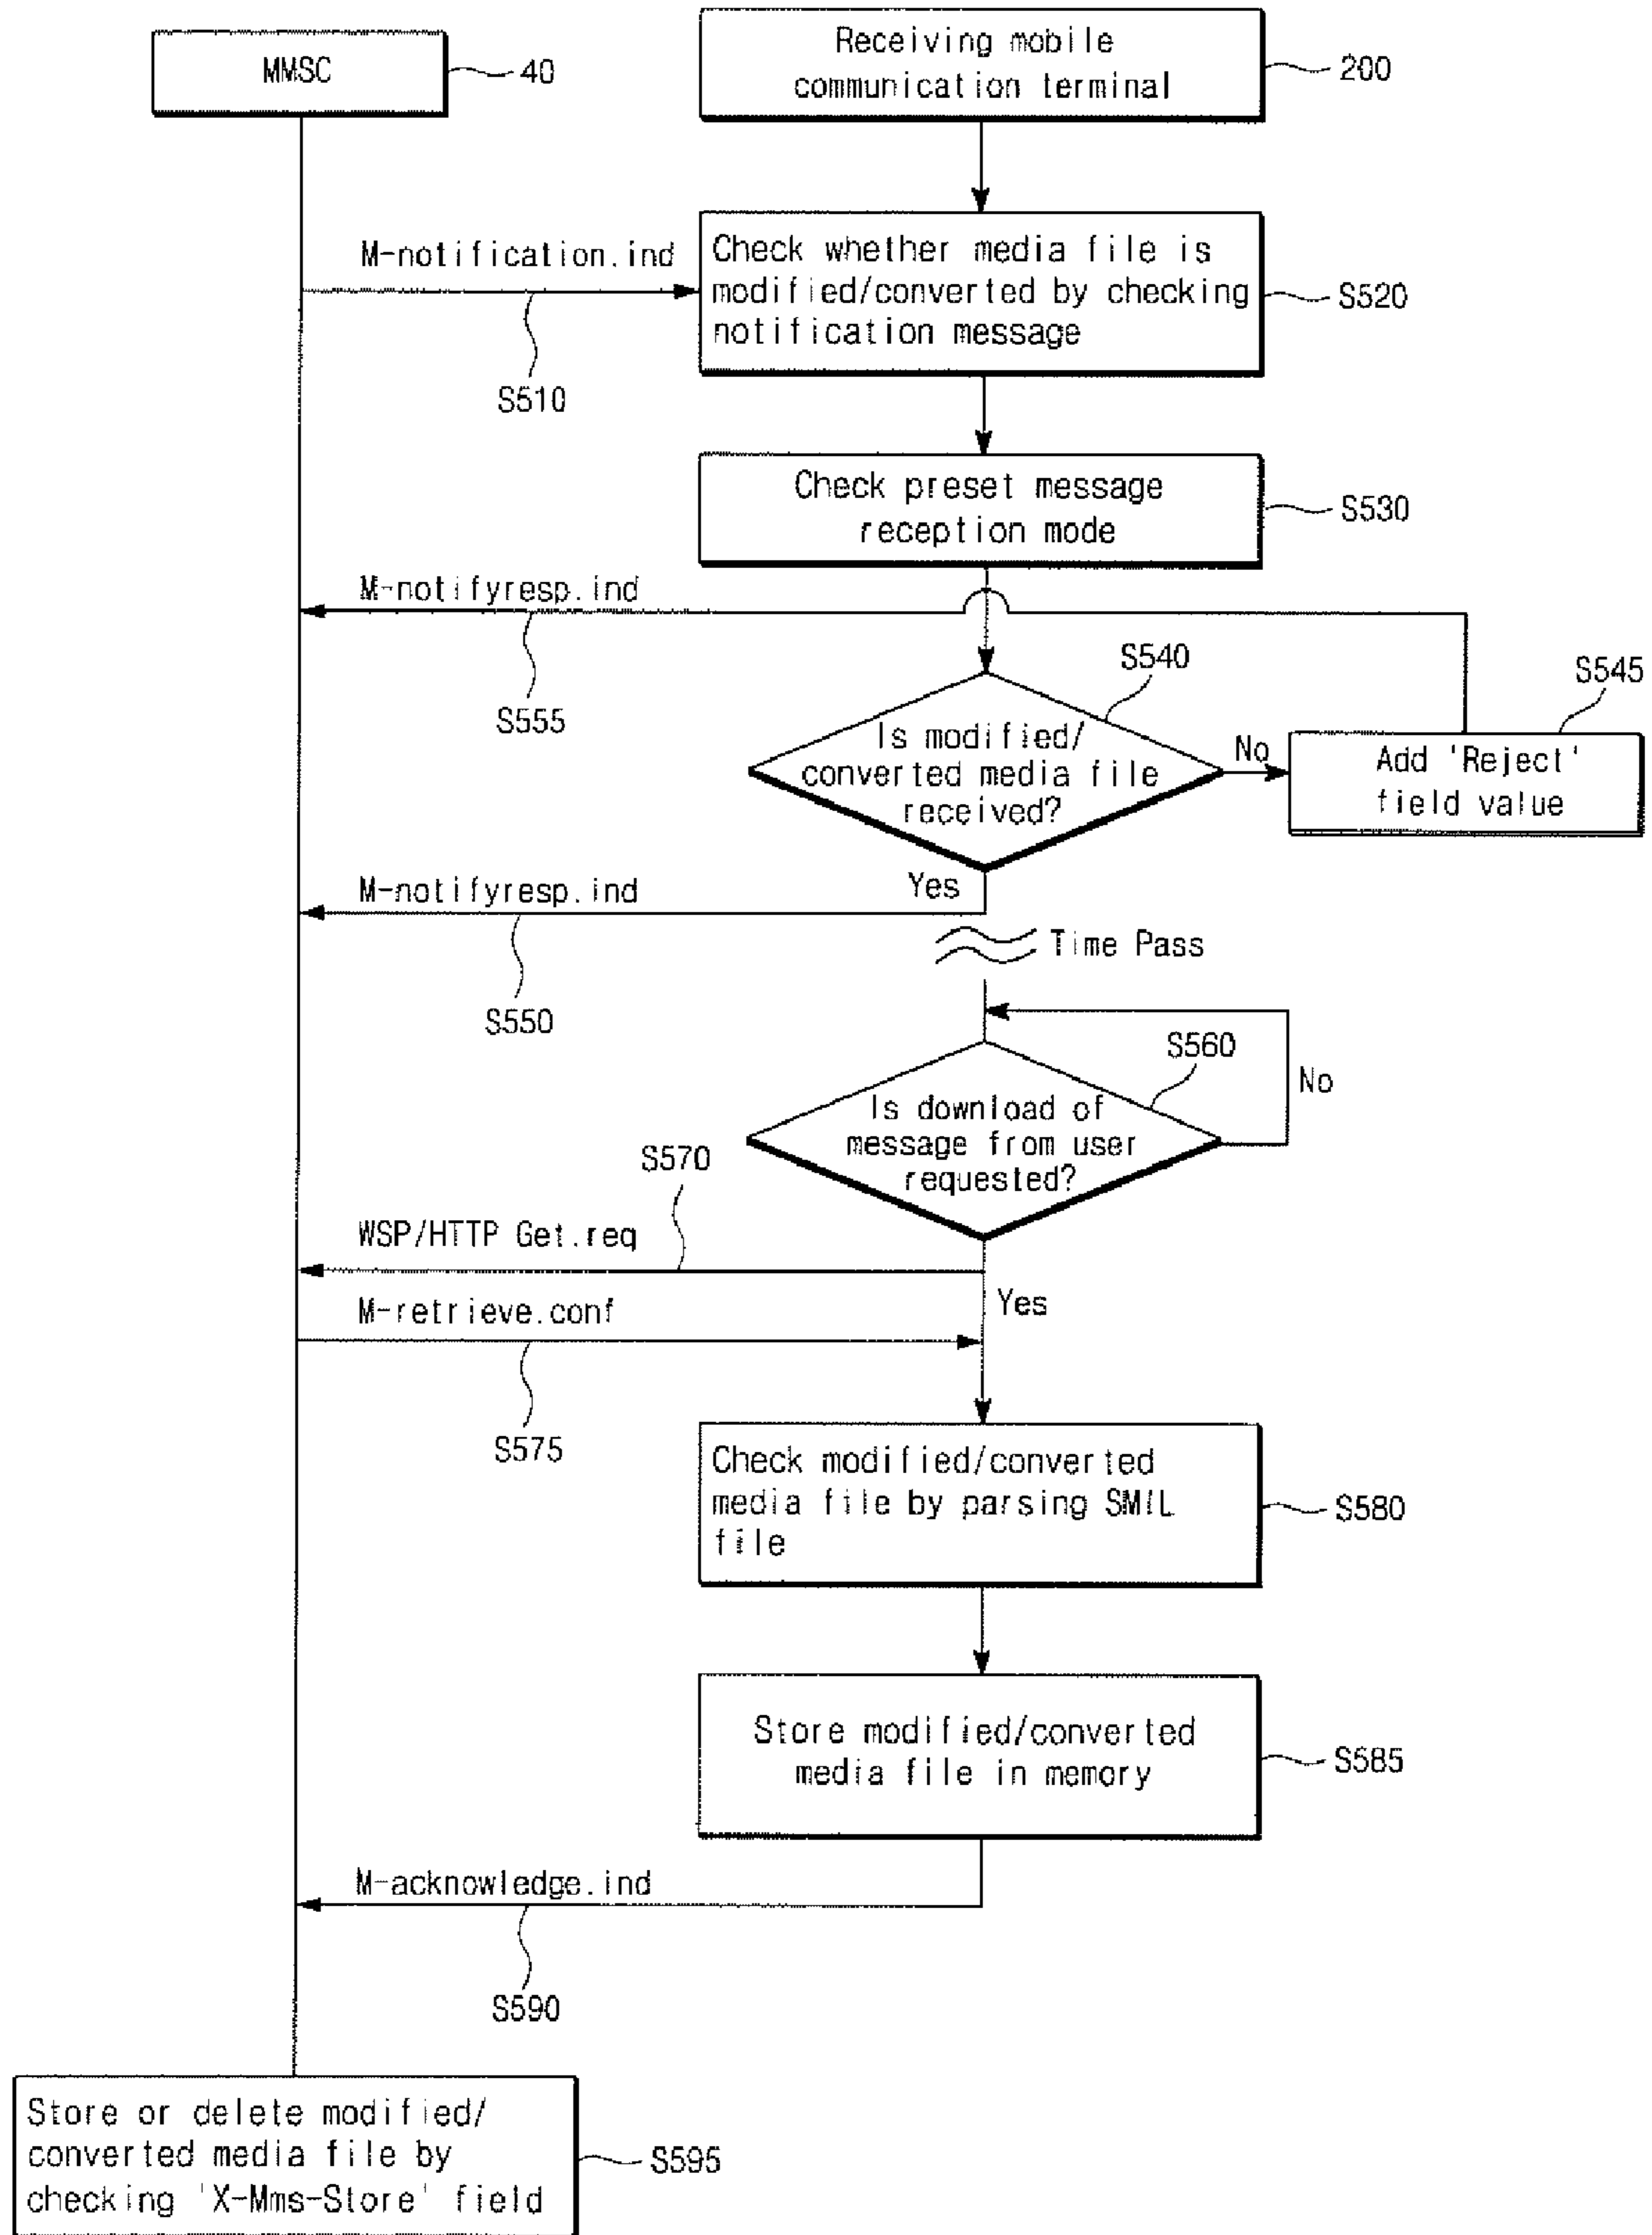 MMSC
40
Receiving mobile
communication terminal
200
M-notification.ind
S510
Check whether media file is
modified/converted by checking
notification message
S520
Check preset message
reception mode
S530
M-notifyresp.ind
S555
S540
Is modified/
converted media file
received?
No
S545
Add 'Reject'
field value
Yes
M-notifyresp.ind
S550
Time Pass
S560
No
Is download of
message from user
requested?
S570
WSP/HTTP Get.req
Yes
M-retrieve.conf
S575
Check modified/converted
media file by parsing SMIL
file
S580
Store modified/converted
media file in memory
S585
M-acknowledge.ind
S590
Store or delete modified/
converted media file by
checking 'X-Mms-Store' field
S595